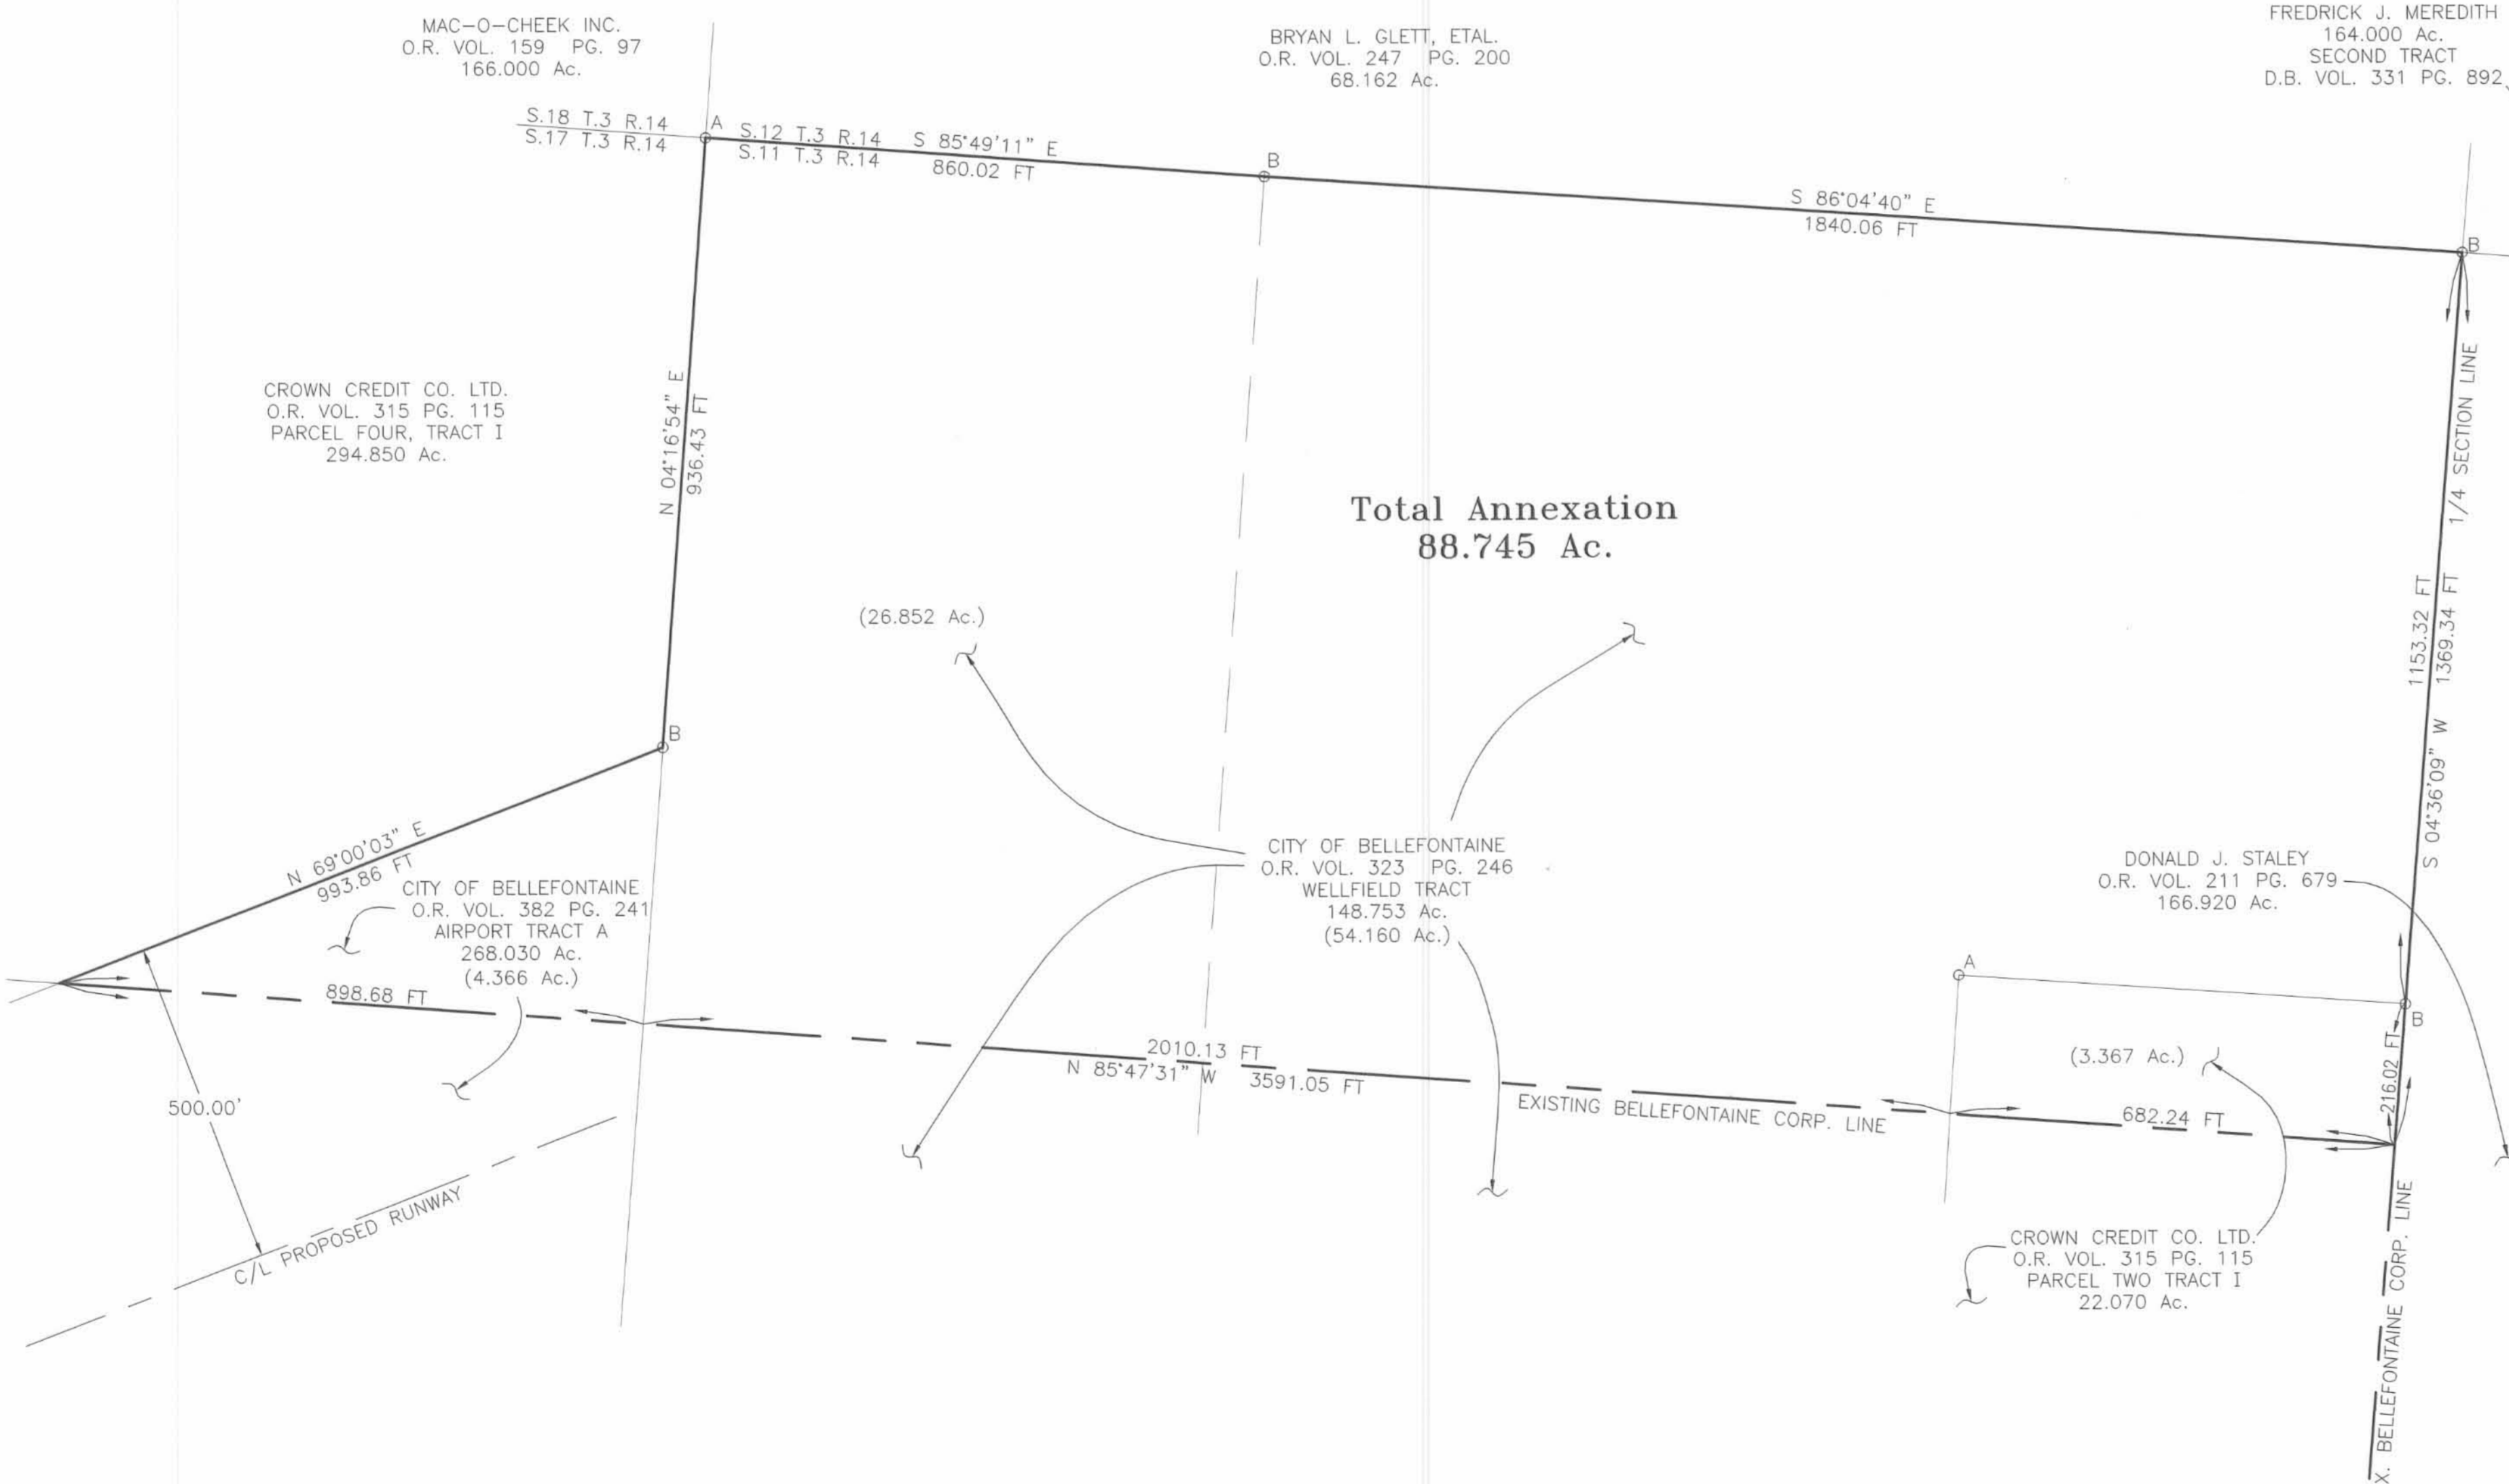 MAC-O-CHEEK INC.
O.R. VOL. 159 PG. 97
166.000 Ac.
BRYAN L. GLETT, ETAL.
O.R. VOL. 247 PG. 200
68.162 Ac.
FREDRICK J. MEREDITH
164.000 Ac.
SECOND TRACT
D.B. VOL. 331 PG. 892
S.18 T.3 R.14
S.17 T.3 R.14
A
S.12 T.3 R.14
S.11 T.3 R.14
S 85°49'11" E
860.02 FT
B
S 86°04'40" E
1840.06 FT
B
CROWN CREDIT CO. LTD.
O.R. VOL. 315 PG. 115
PARCEL FOUR, TRACT I
294.850 Ac.
N 04°16'54" E
936.43 FT
Total Annexation
88.745 Ac.
1/4 SECTION LINE
1153.32 FT
1369.34 FT
S 04°36'09" W
(26.852 Ac.)
B
N 69°00'03" E
993.86 FT
CITY OF BELLEFONTAINE
O.R. VOL. 382 PG. 241
AIRPORT TRACT A
268.030 Ac.
(4.366 Ac.)
CITY OF BELLEFONTAINE
O.R. VOL. 323 PG. 246
WELLFIELD TRACT
148.753 Ac.
(54.160 Ac.)
DONALD J. STALEY
O.R. VOL. 211 PG. 679
166.920 Ac.
A
B
898.68 FT
2010.13 FT
N 85°47'31" W
3591.05 FT
EXISTING BELLEFONTAINE CORP. LINE
(3.367 Ac.)
216.02 FT
682.24 FT
500.00'
C/L PROPOSED RUNWAY
CROWN CREDIT CO. LTD.
O.R. VOL. 315 PG. 115
PARCEL TWO TRACT I
22.070 Ac.
X. BELLEFONTAINE CORP. LINE